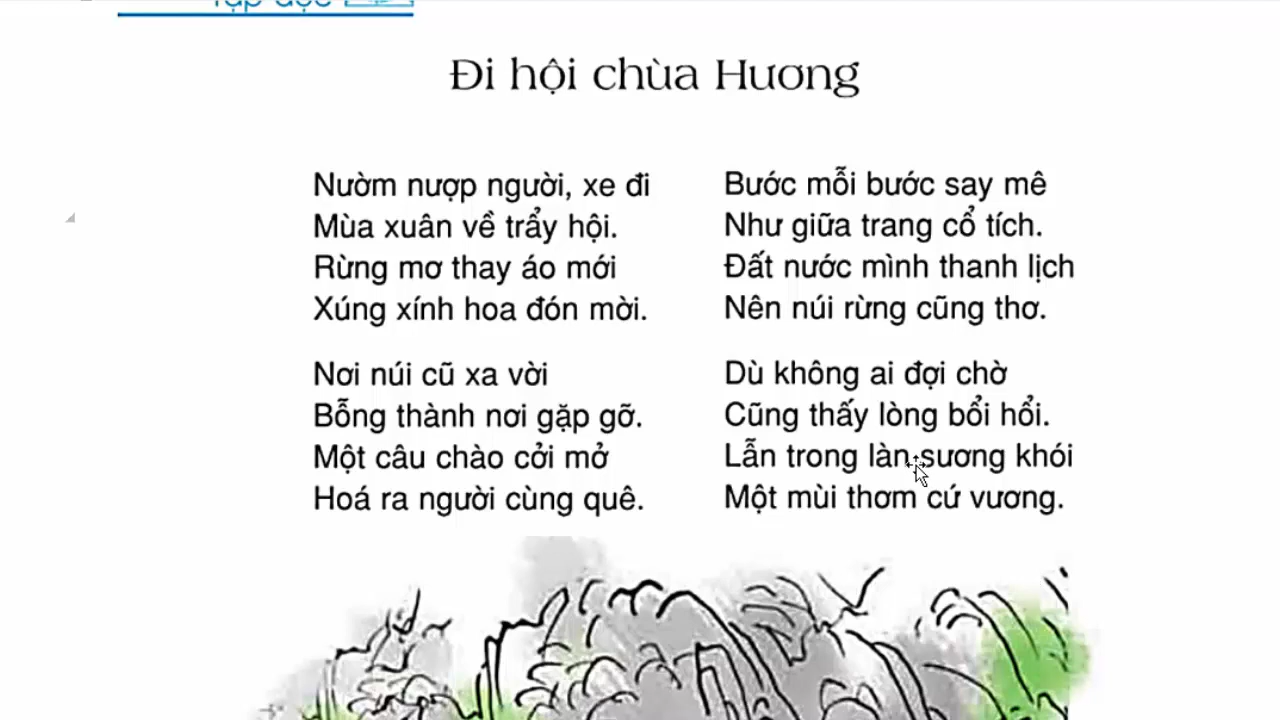 Tập đọc
Đi hội chùa Hương
Nườm nượp người, xe đi
Mùa xuân về trẩy hội.
Rừng mơ thay áo mới
Xúng xính hoa đón mời.
Nơi núi cũ xa vời
Bỗng thành nơi gặp gỡ.
Một câu chào cởi mở
Hoá ra người cùng quê.
Bước mỗi bước say mê
Như giữa trang cổ tích.
Đất nước mình thanh lịch
Nên núi rừng cũng thơ.
Dù không ai đợi chờ
Cũng thấy lòng bổi hổi.
Lẫn trong làn sương khói
Một mùi thơm cứ vương.